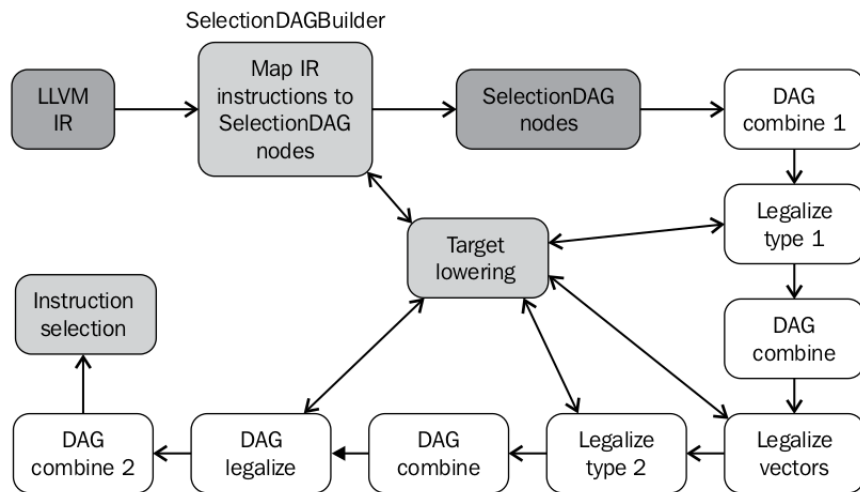 SelectionDAGBuilder
LLVM
IR
Map IR
instructions to
SelectionDAG
nodes
SelectionDAG
nodes
DAG
combine 1
Legalize
type 1
Target
lowering
DAG
combine
Instruction
selection
DAG
combine 2
DAG
legalize
DAG
combine
Legalize
type 2
Legalize
vectors